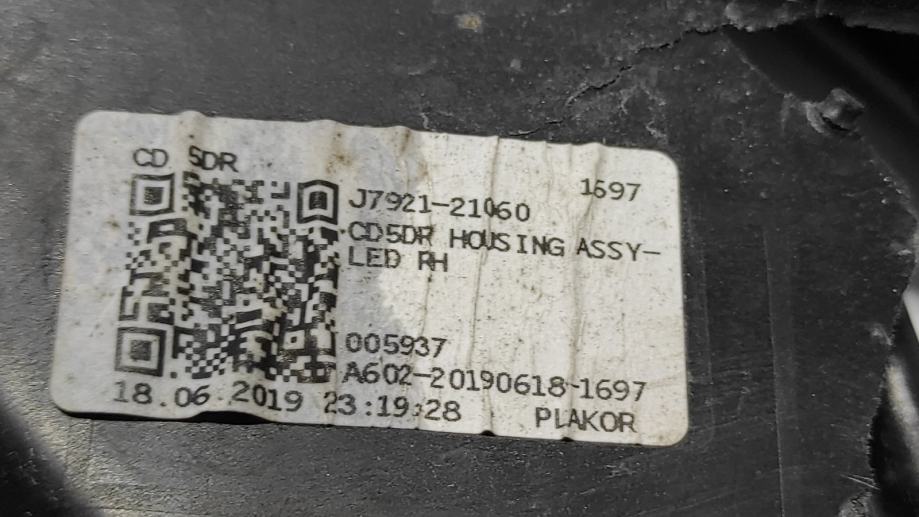 CD 5DR
1697
J7921-21060
CD5DR HOUSING ASSY-
LED RH
005937
A602-20190618-1697
18.06.2019 23:19:28 PLAKOR